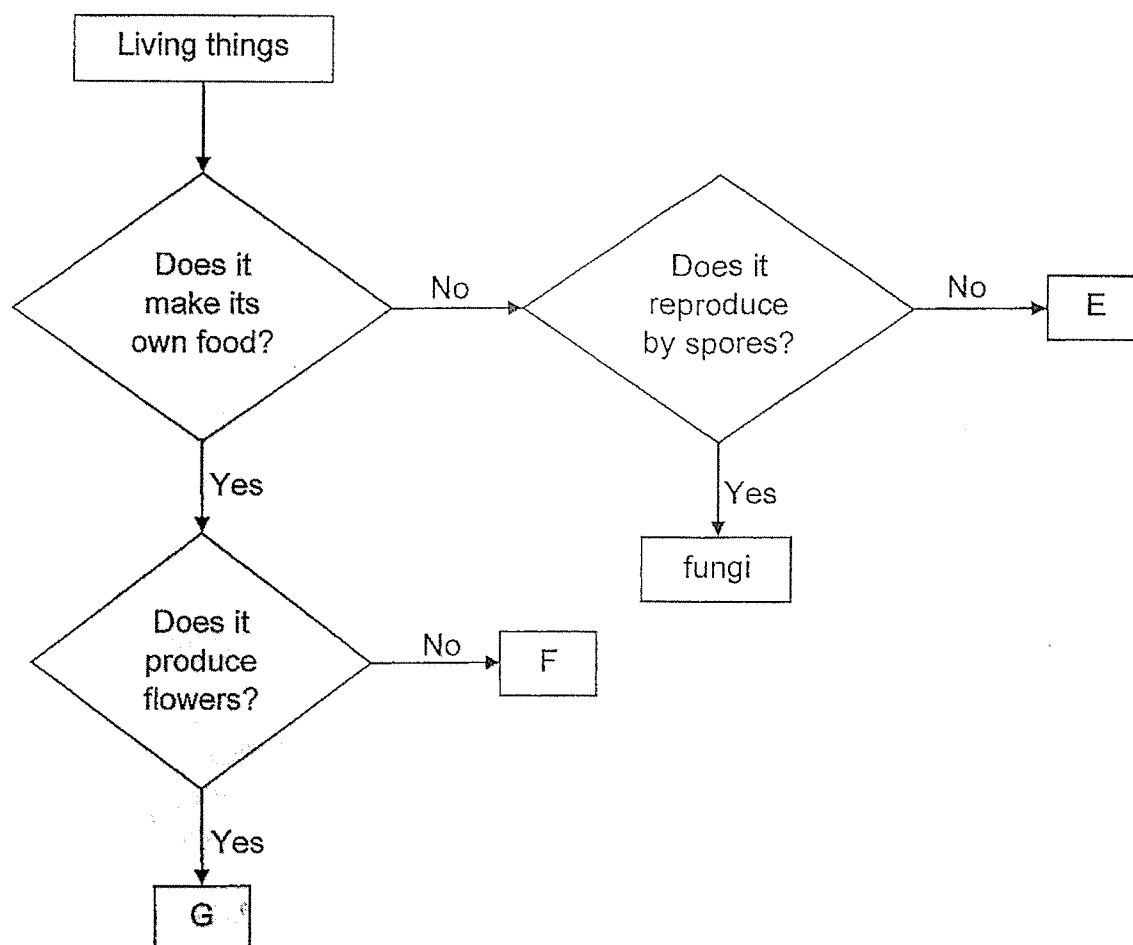 Living things
Does it
make its
own food?
No
Does it
reproduce
by spores?
No
E
Yes
Yes
fungi
Does it
produce
flowers?
No
F
Yes
G